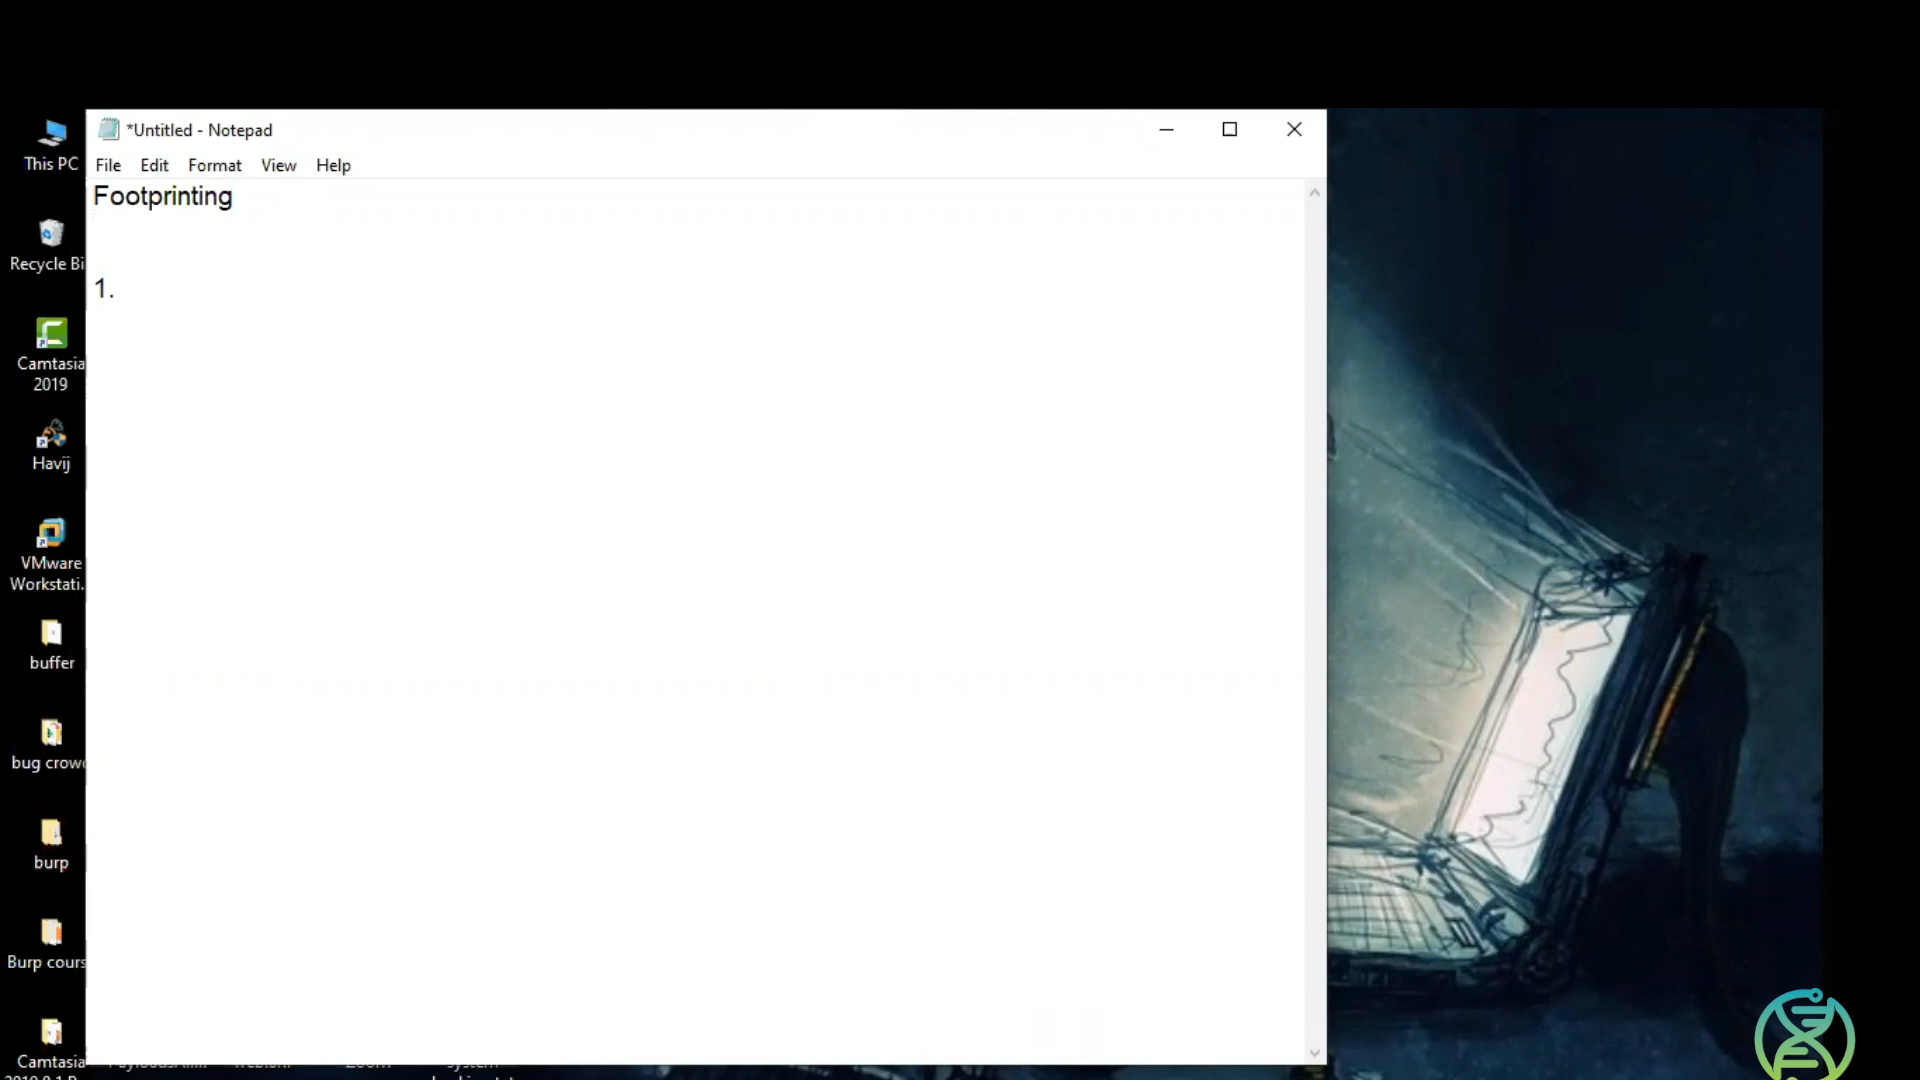 *Untitled - Notepad
File Edit Format View Help
Footprinting
1.
This PC
Recycle Bi
Camtasia
2019
Havij
VMware
Workstati.
buffer
bug crow
burp
Burp cours
Camtasia